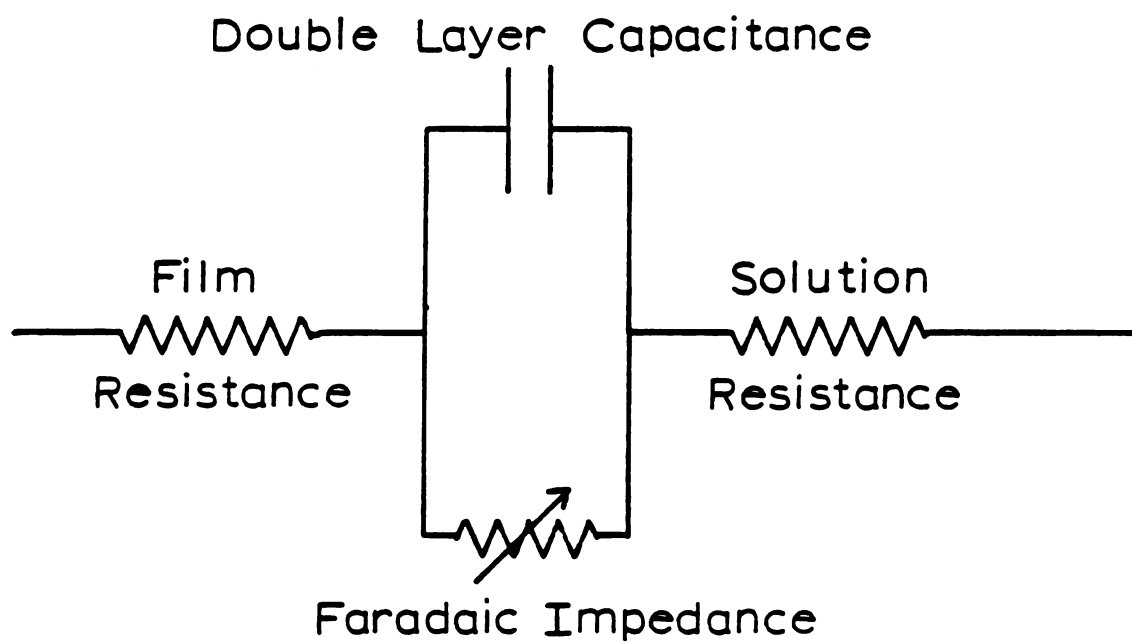 Double Layer Capacitance
Film
Resistance
Solution
Resistance
Faradaic Impedance